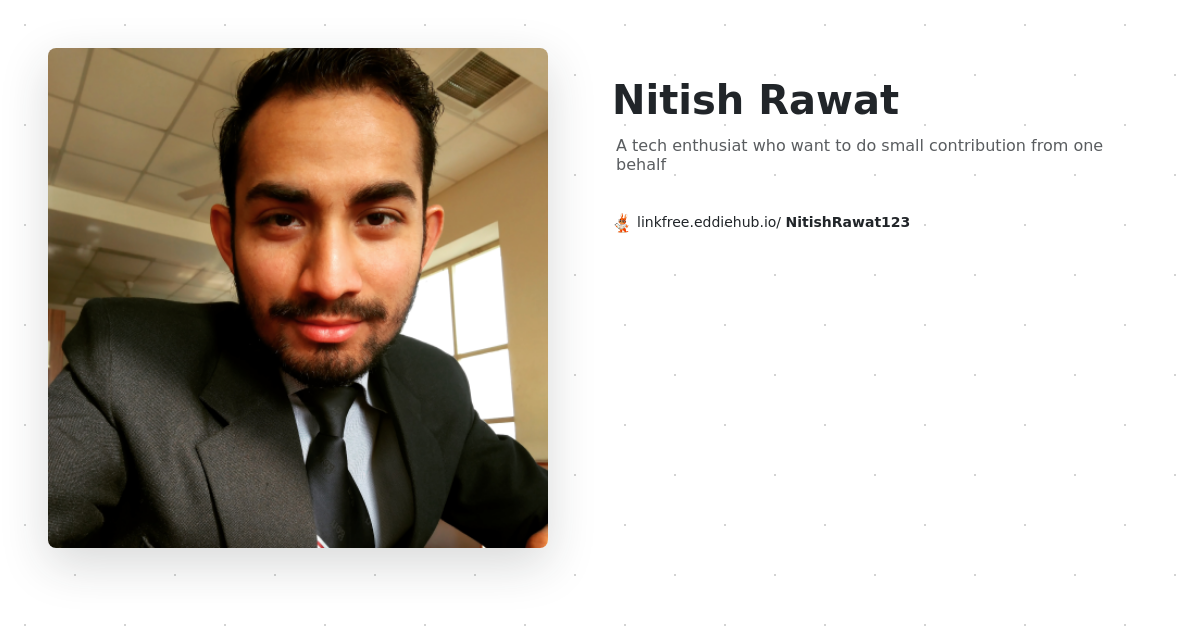 Nitish Rawat
A tech enthusiat who want to do small contribution from one
behalf
linkfree.eddiehub.io/ NitishRawat123